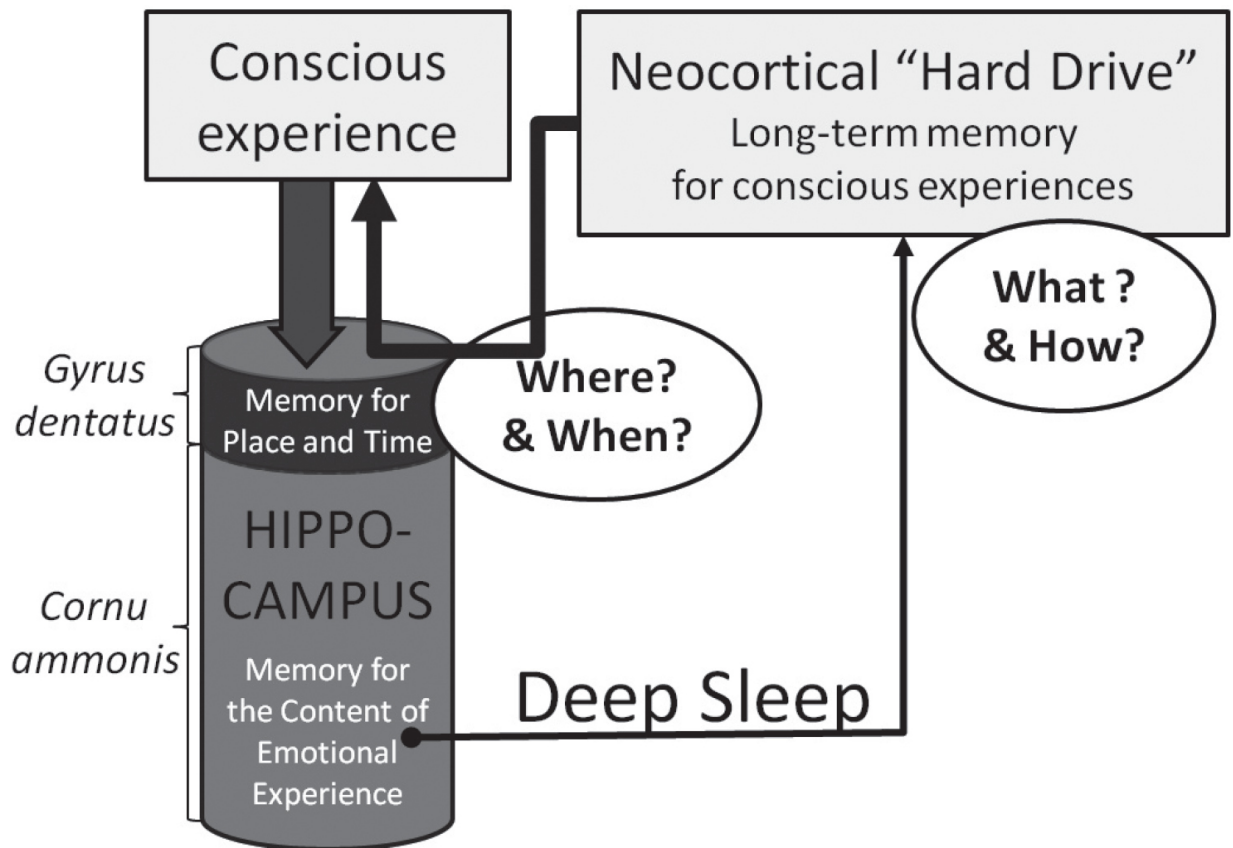 Conscious
experience
Neocortical “Hard Drive”
Long-term memory
for conscious experiences
What ?
& How?
Where?
& When?
Gyrus
dentatus
Memory for
Place and Time
HIPPO-
CAMPUS
Cornu
ammonis
Memory for
the Content of
Emotional
Experience
Deep Sleep